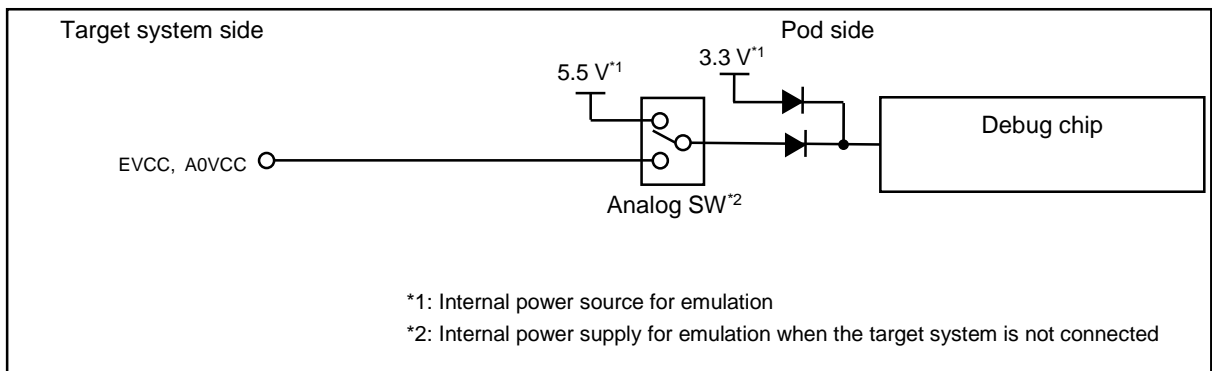 Target system side
Pod side
5.5 V*1
3.3 V*1
Debug chip
EVCC, A0VCC
Analog SW*2
*1: Internal power source for emulation
*2: Internal power supply for emulation when the target system is not connected